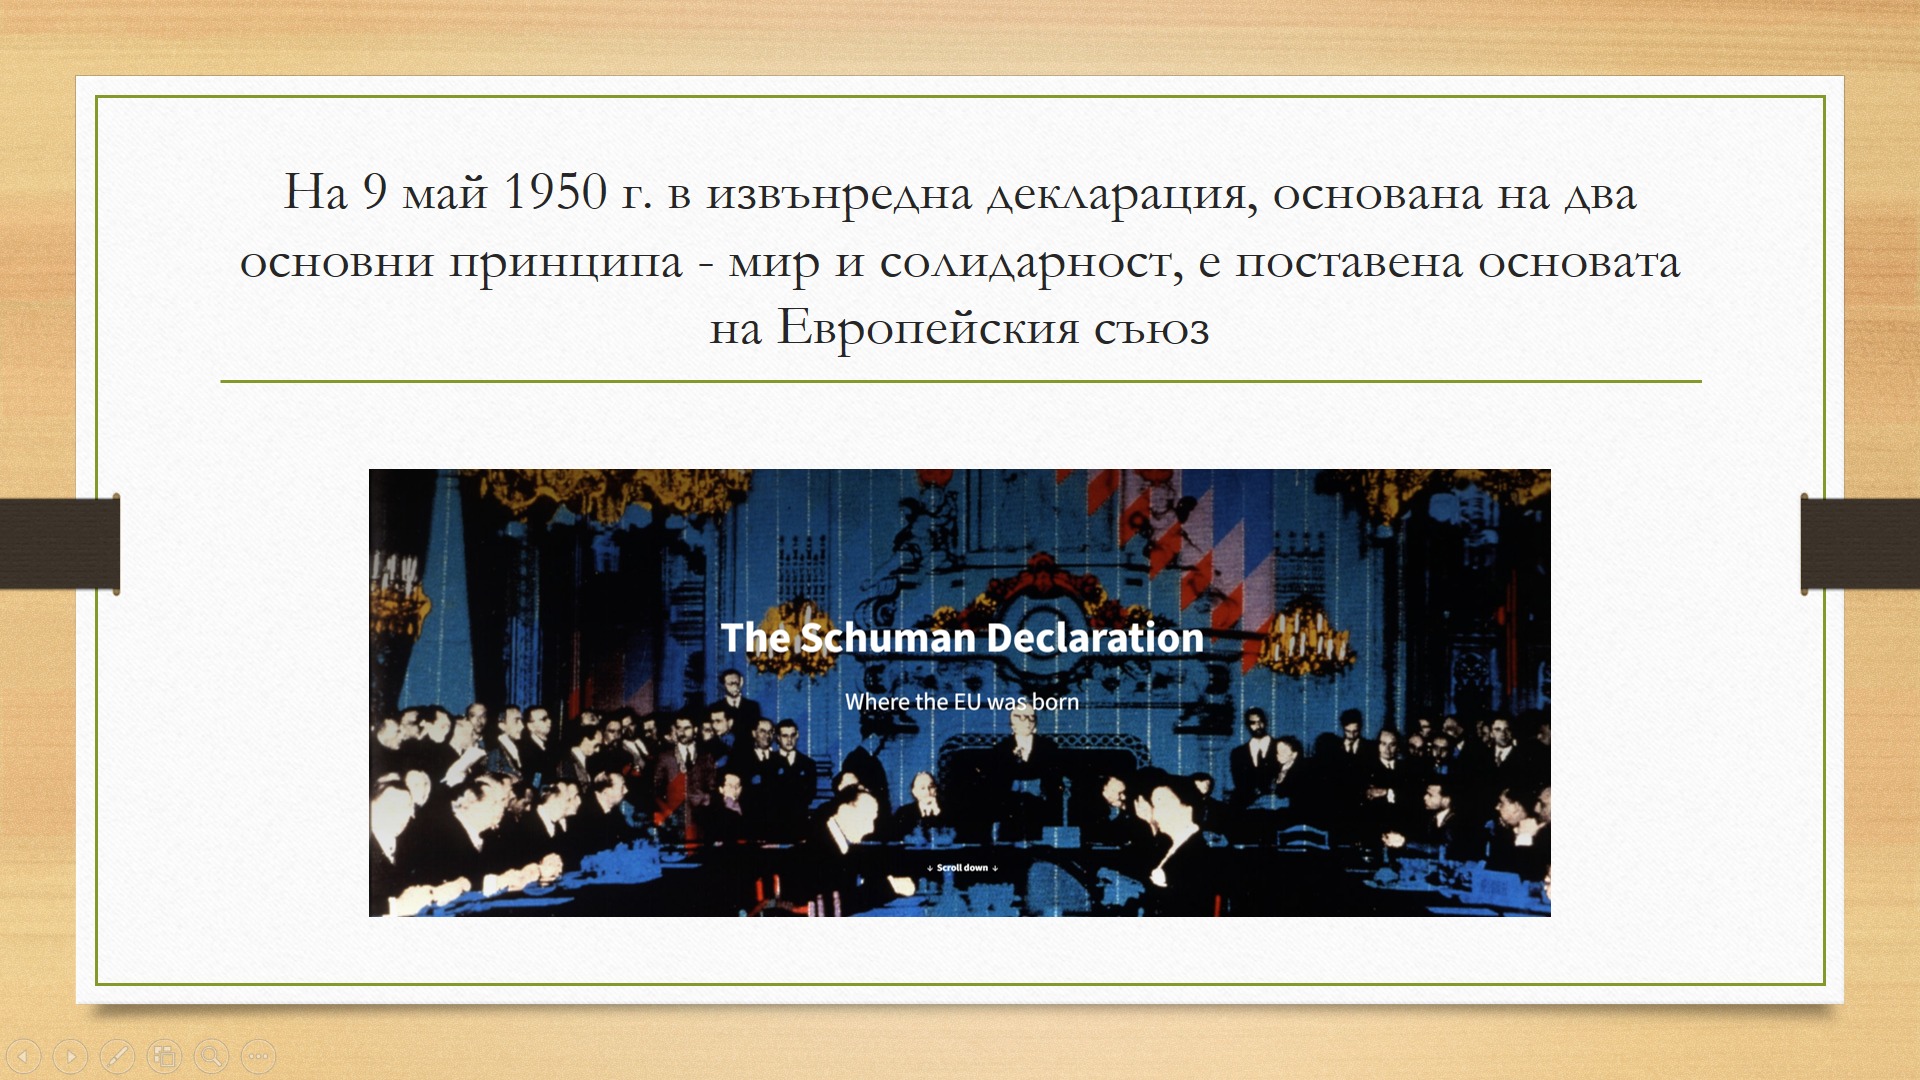 На 9 май 1950 г. в извънредна декларация, основана на два
основни принципа - мир и солидарност, е поставена основата
на Европейския съюз
The Schuman Declaration
Where the EU was born
↓ Scroll down ↓